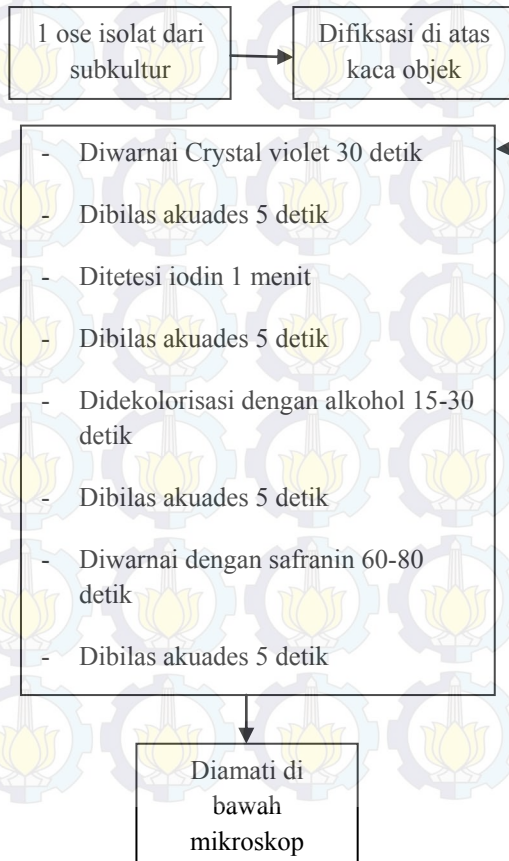 1 ose isolat dari
subkultur
Difiksasi di atas
kaca objek
- Diwarnai Crystal violet 30 detik
- Dibilas akuades 5 detik
- Ditetesi iodin 1 menit
- Dibilas akuades 5 detik
- Didekolorisasi dengan alkohol 15-30
detik
- Dibilas akuades 5 detik
- Diwarnai dengan safranin 60-80
detik
- Dibilas akuades 5 detik
Diamati di
bawah
mikroskop